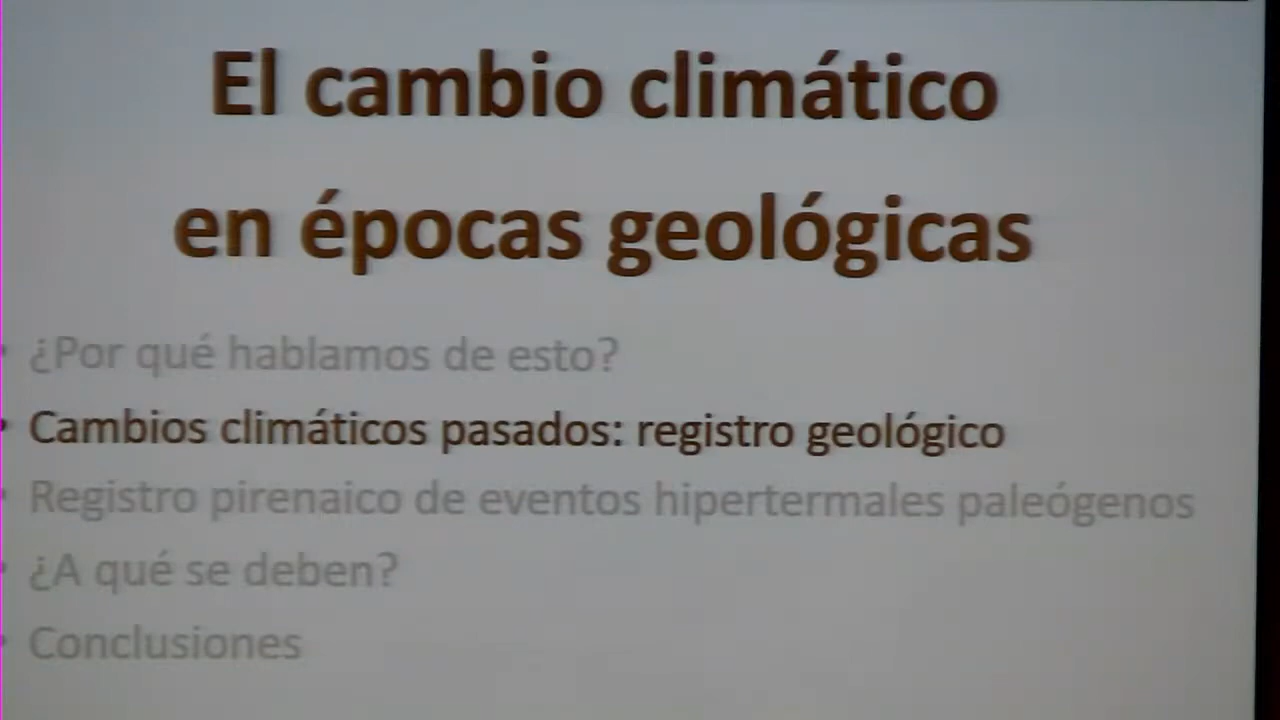 El cambio climático
en épocas geológicas
• ¿Por qué hablamos de esto?
• Cambios climáticos pasados: registro geológico
• Registro pirenaico de eventos hipertermales paleógenos
• ¿A qué se deben?
• Conclusiones